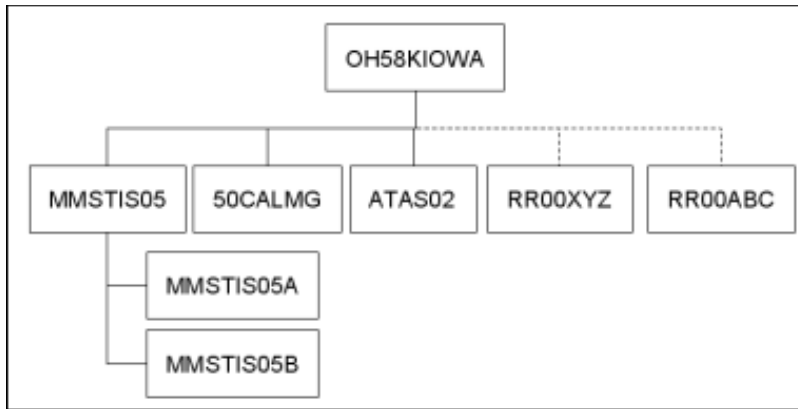 OH58KIOWA
MMSTIS05
50CALMG
ATAS02
RR00XYZ
RR00ABC
MMSTIS05A
MMSTIS05B